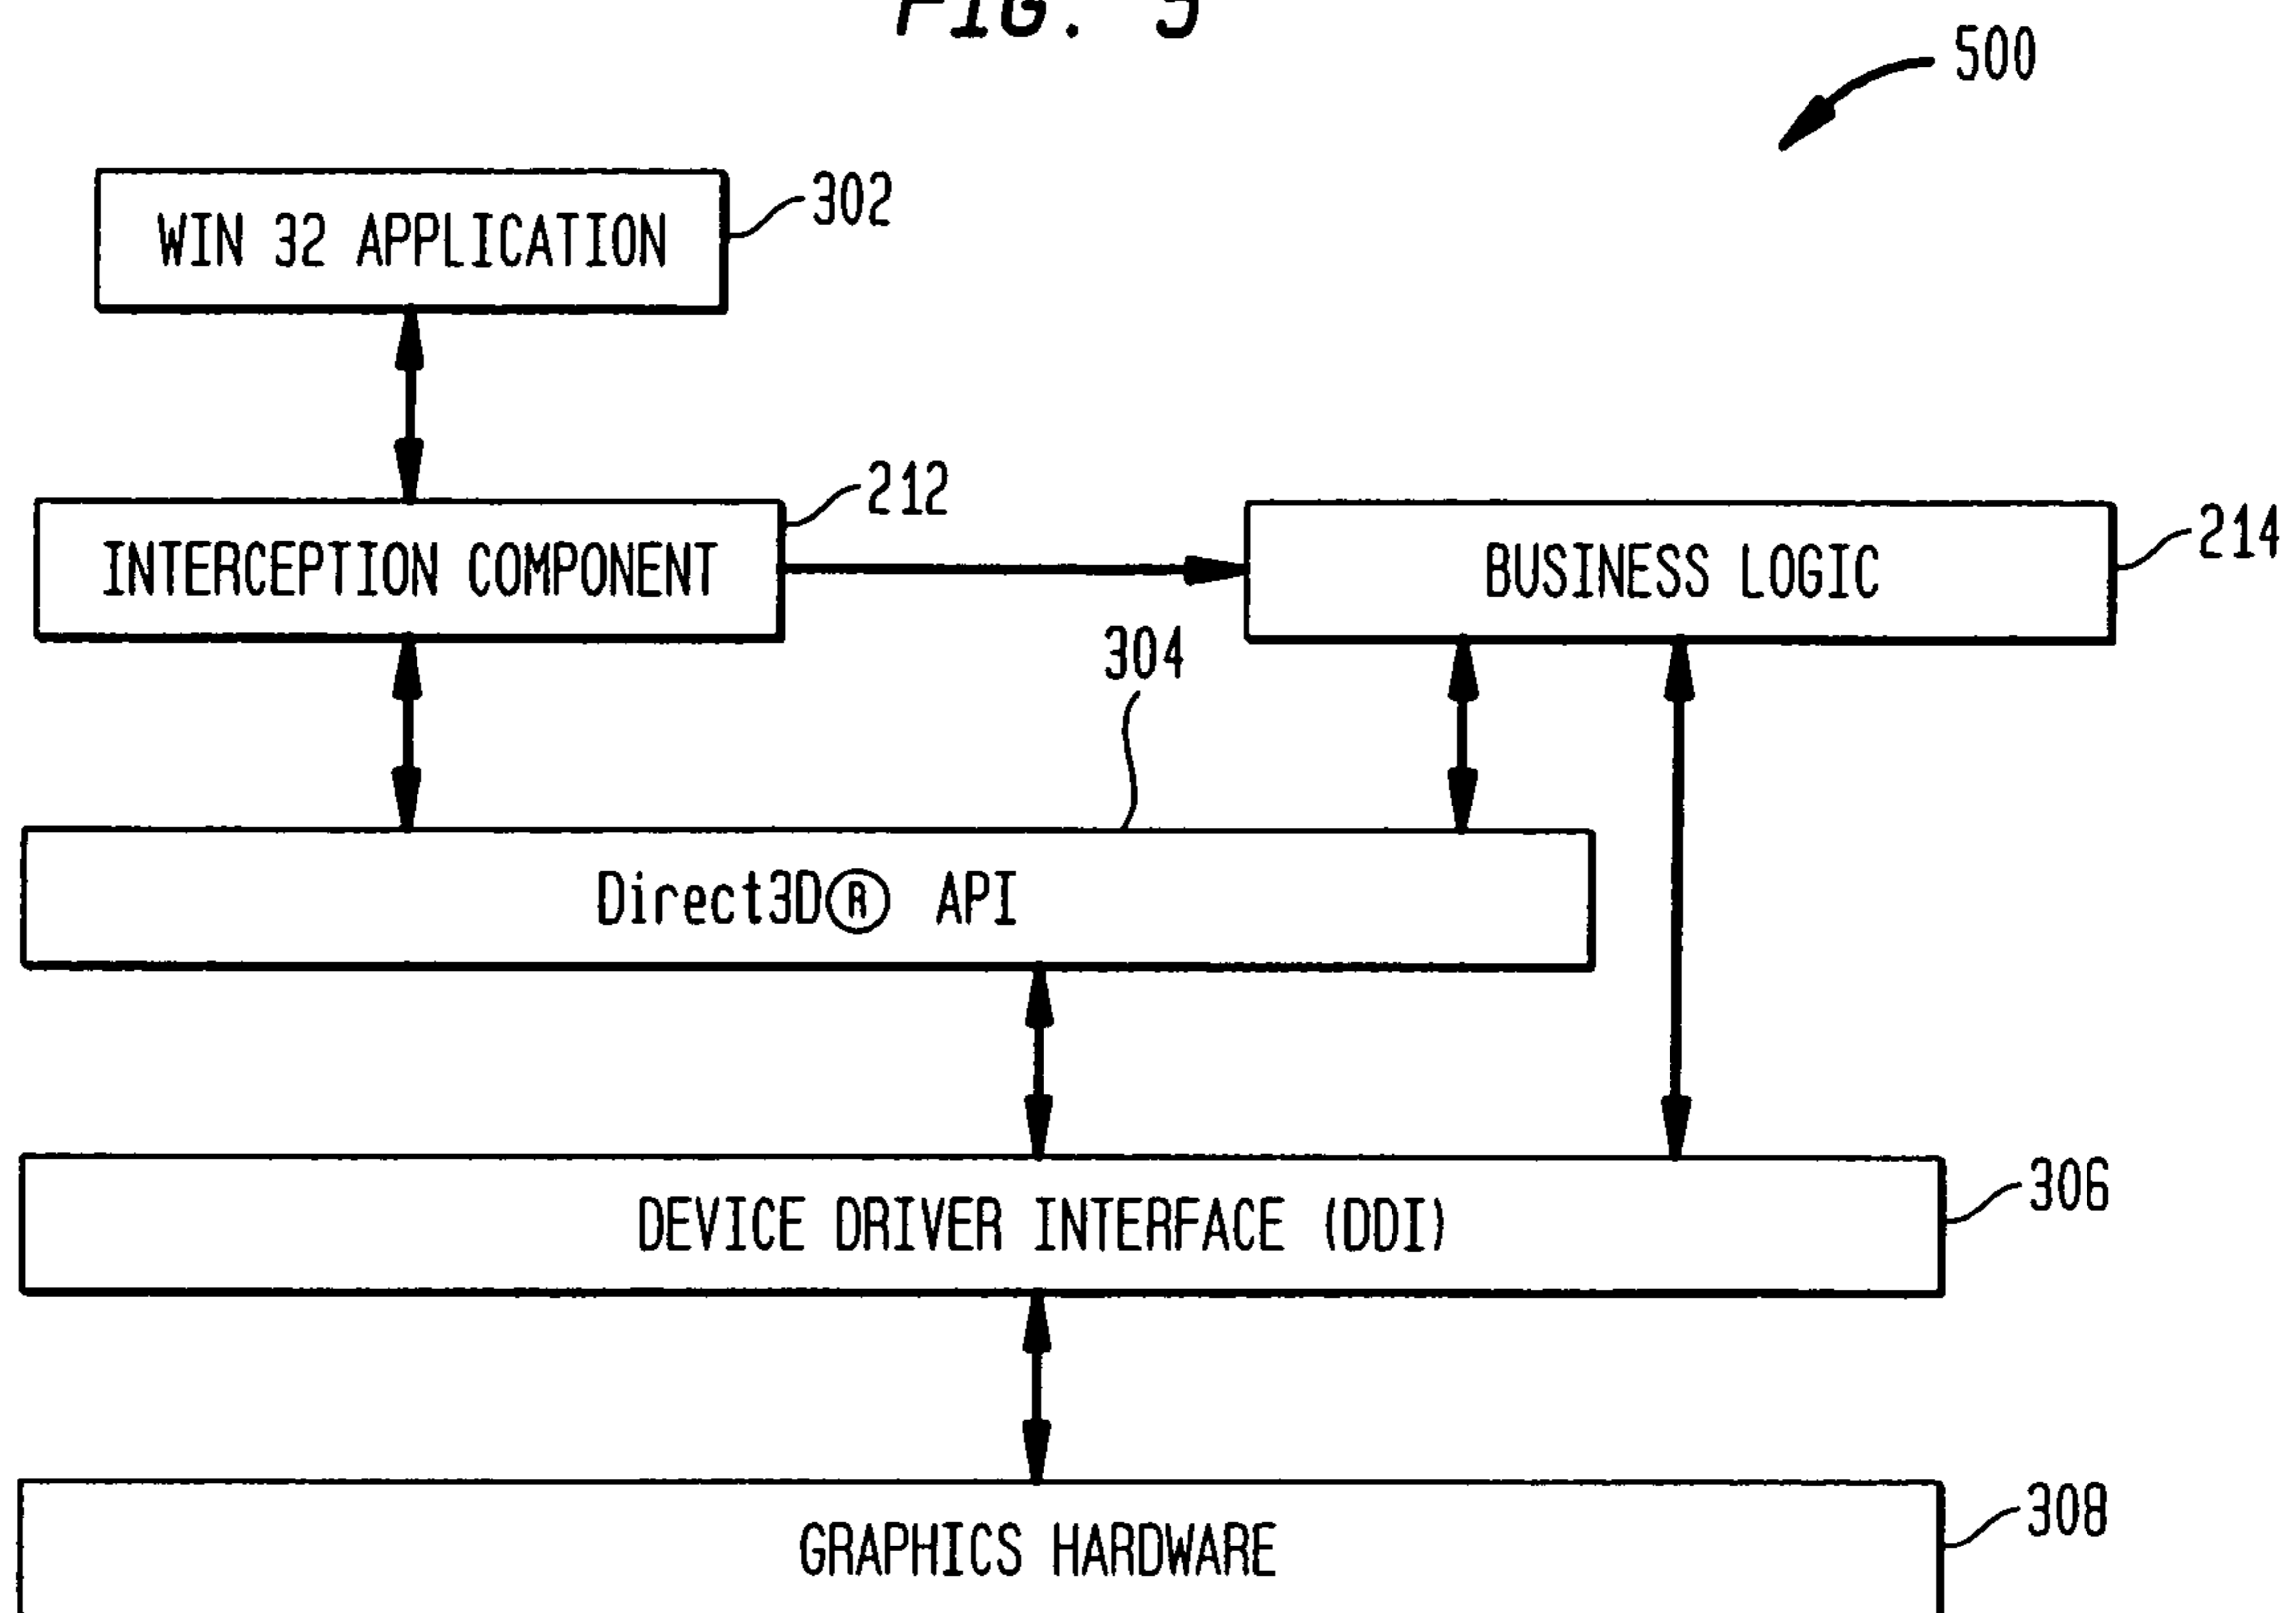 FIG. 5
500
WIN 32 APPLICATION
302
INTERCEPTION COMPONENT
212
BUSINESS LOGIC
214
304
Direct3D® API
DEVICE DRIVER INTERFACE (DDI)
306
GRAPHICS HARDWARE
308